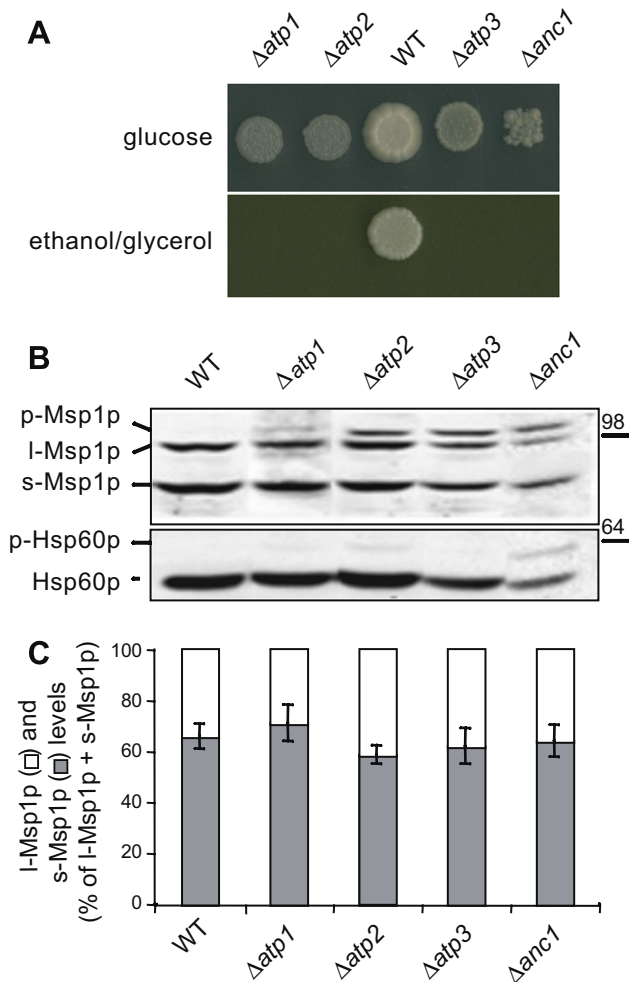 A
Δatp1 Δatp2 WT Δatp3 Δanc1
glucose
ethanol/glycerol
B
WT Δatp1 Δatp2 Δatp3 Δanc1
p-Msp1p
l-Msp1p
s-Msp1p
98
p-Hsp60p
Hsp60p
64
C
l-Msp1p (□) and
s-Msp1p (■) levels
(% of l-Msp1p + s-Msp1p)
100
80
60
40
20
0
WT Δatp1 Δatp2 Δatp3 Δanc1